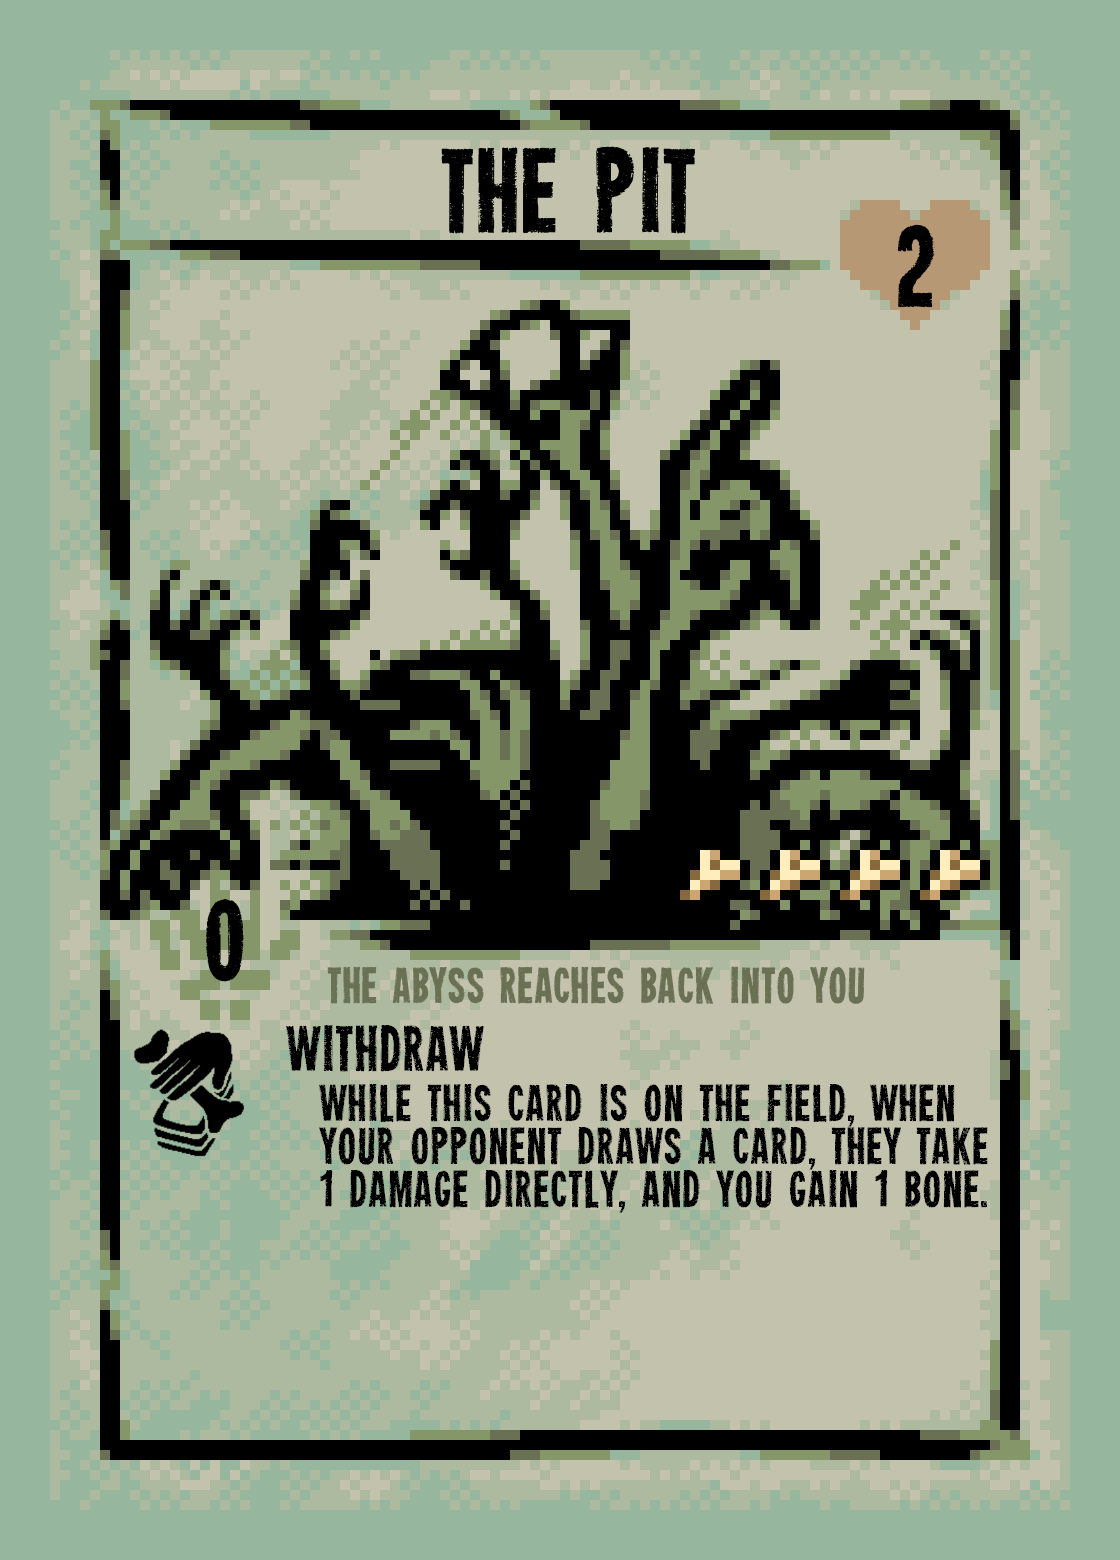 THE PIT
2
0
THE ABYSS REACHES BACK INTO YOU
WITHDRAW
WHILE THIS CARD IS ON THE FIELD, WHEN
YOUR OPPONENT DRAWS A CARD, THEY TAKE
1 DAMAGE DIRECTLY, AND YOU GAIN 1 BONE.